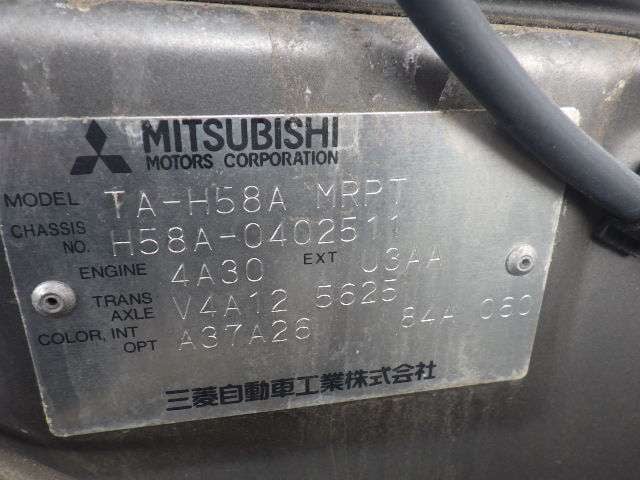 MITSUBISHI
MOTORS CORPORATION
MODEL TA-H58A MRPT
CHASSIS NO. H58A-0402511
ENGINE 4A30 EXT U3AA
TRANS AXLE V4A12 5625
COLOR, INT OPT A37A26 84A 060
三菱自動車工業株式会社